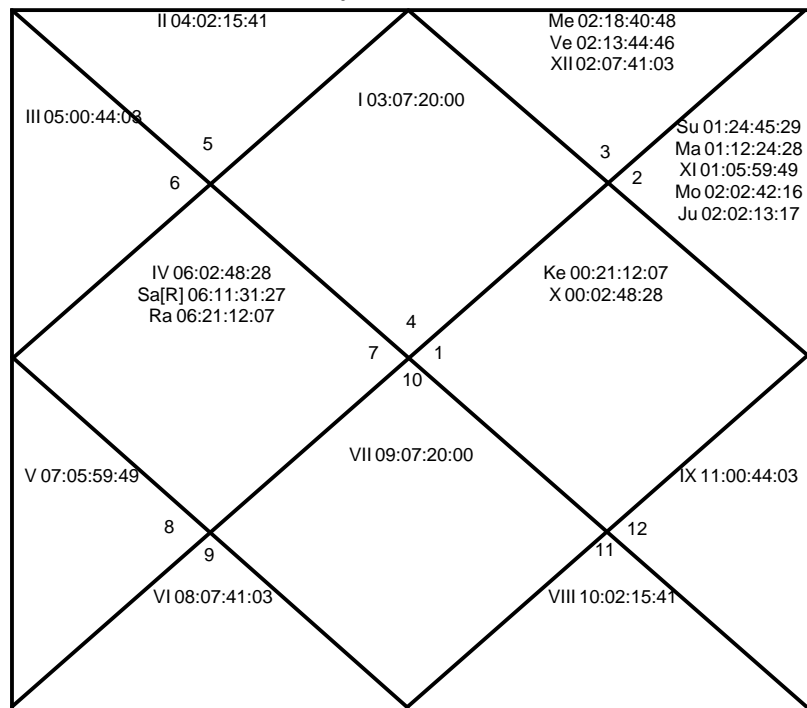 II 04:02:15:41
Me 02:18:40:48
Ve 02:13:44:46
XII 02:07:41:03
I 03:07:20:00
III 05:00:44:03
5
6
3
2
Su 01:24:45:29
Ma 01:12:24:28
XI 01:05:59:49
Mo 02:02:42:16
Ju 02:02:13:17
IV 06:02:48:28
Sa[R] 06:11:31:27
Ra 06:21:12:07
Ke 00:21:12:07
X 00:02:48:28
4
7
1
10
VII 09:07:20:00
V 07:05:59:49
IX 11:00:44:03
8
9
12
11
VI 08:07:41:03
VIII 10:02:15:41